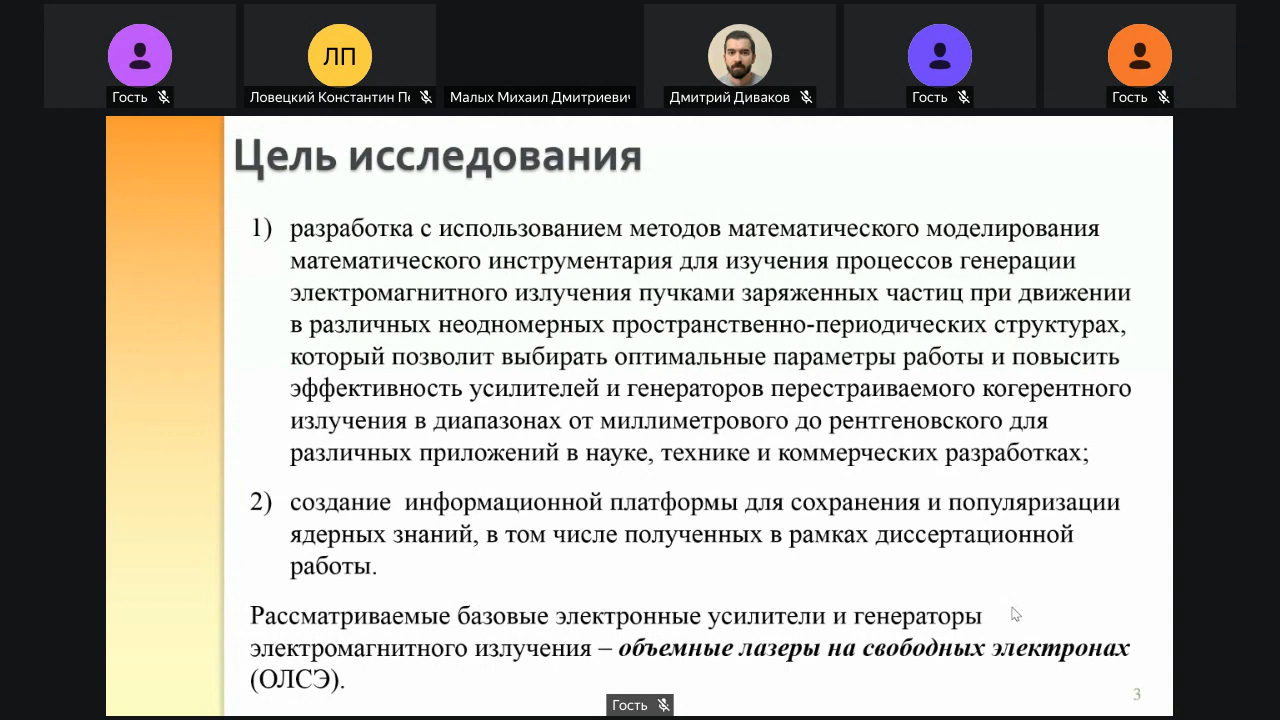 ЛП
Гость
Ловецкий Константин Пе
Малых Михаил Дмитриевич
Дмитрий Диваков
Гость
Гость
Цель исследования
1) разработка с использованием методов математического моделирования
математического инструментария для изучения процессов генерации
электромагнитного излучения пучками заряженных частиц при движении
в различных неодномерных пространственно-периодических структурах,
который позволит выбирать оптимальные параметры работы и повысить
эффективность усилителей и генераторов перестраиваемого когерентного
излучения в диапазонах от миллиметрового до рентгеновского для
различных приложений в науке, технике и коммерческих разработках;
2) создание информационной платформы для сохранения и популяризации
ядерных знаний, в том числе полученных в рамках диссертационной
работы.
Рассматриваемые базовые электронные усилители и генераторы
электромагнитного излучения – объемные лазеры на свободных электронах
(ОЛСЭ).
3
Гость